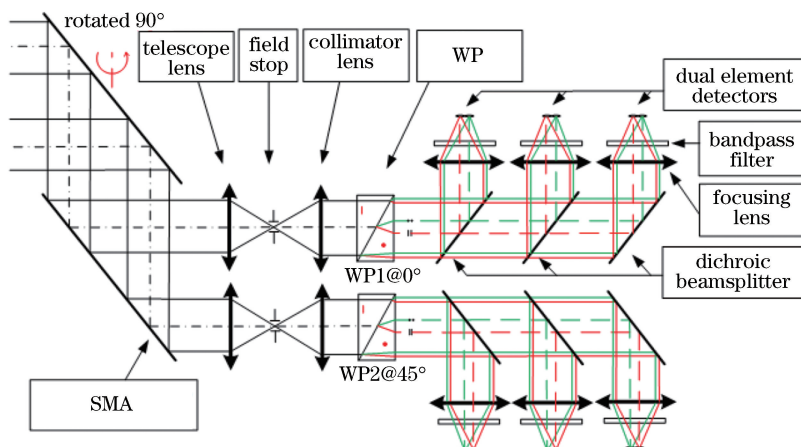 rotated 90°
telescope
lens
field
stop
collimator
lens
WP
dual element
detectors
bandpass
filter
focusing
lens
WP1@0°
dichroic
beamsplitter
WP2@45°
SMA